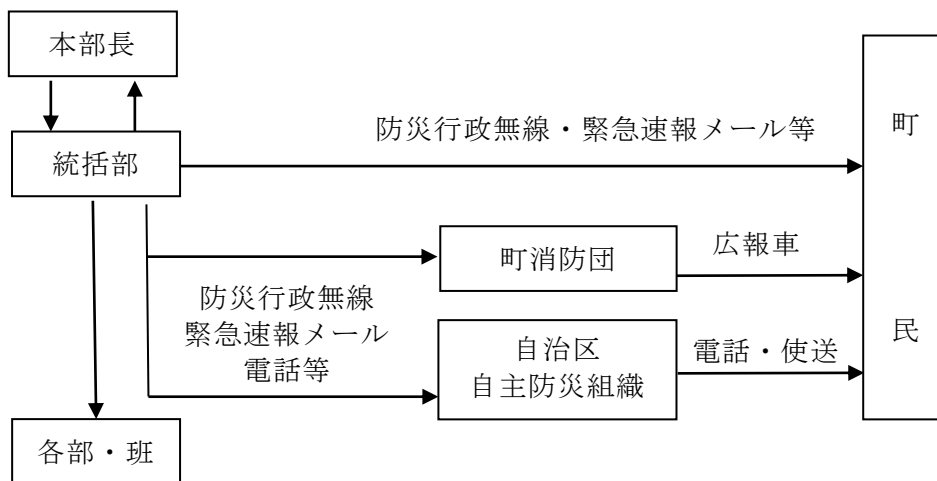 本部長
統括部
防災行政無線・緊急速報メール等
町消防団
広報車
防災行政無線
緊急速報メール
電話等
自治区
自主防災組織
電話・使送
各部・班
町民